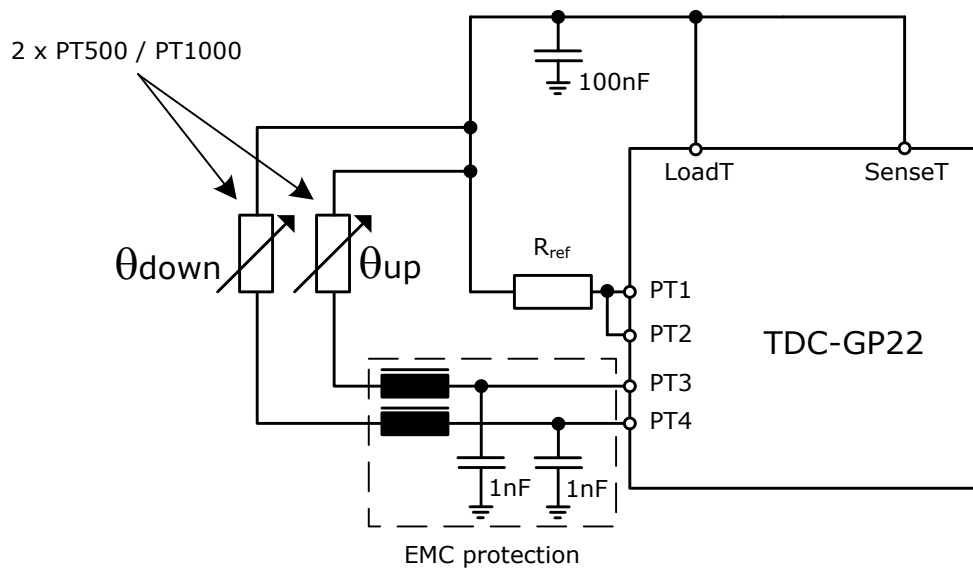 2 x PT500 / PT1000
100nF
LoadT
SenseT
θdown
θup
Rref
PT1
PT2
TDC-GP22
PT3
PT4
1nF
1nF
EMC protection